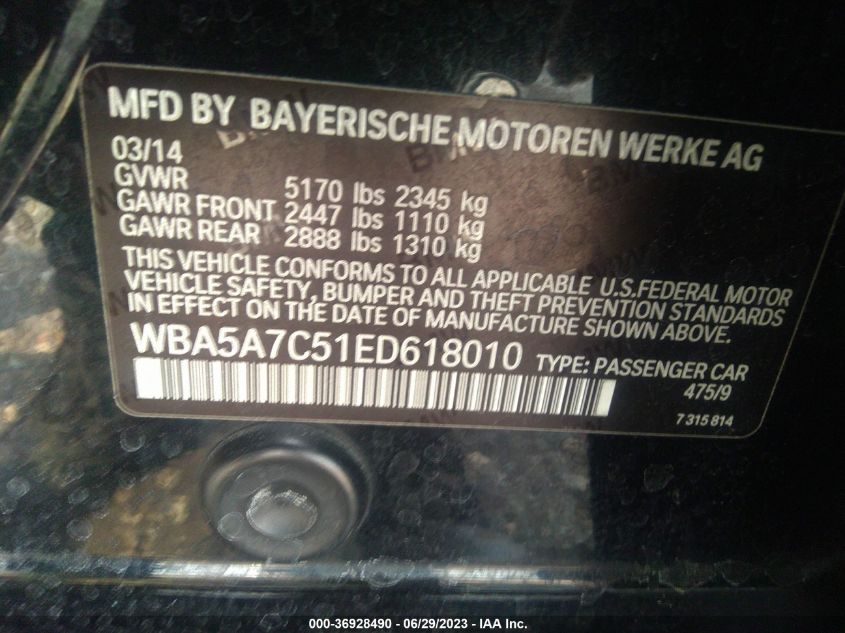 MFD BY BAYERISCHE MOTOREN WERKE AG
03/14
GVWR 5170 lbs 2345 kg
GAWR FRONT 2447 lbs 1110 kg
GAWR REAR 2888 lbs 1310 kg
THIS VEHICLE CONFORMS TO ALL APPLICABLE U.S.FEDERAL MOTOR
VEHICLE SAFETY, BUMPER AND THEFT PREVENTION STANDARDS
IN EFFECT ON THE DATE OF MANUFACTURE SHOWN ABOVE.
WBA5A7C51ED618010 TYPE: PASSENGER CAR
475/9
7 315 814
000-36928490 - 06/29/2023 - IAA Inc.